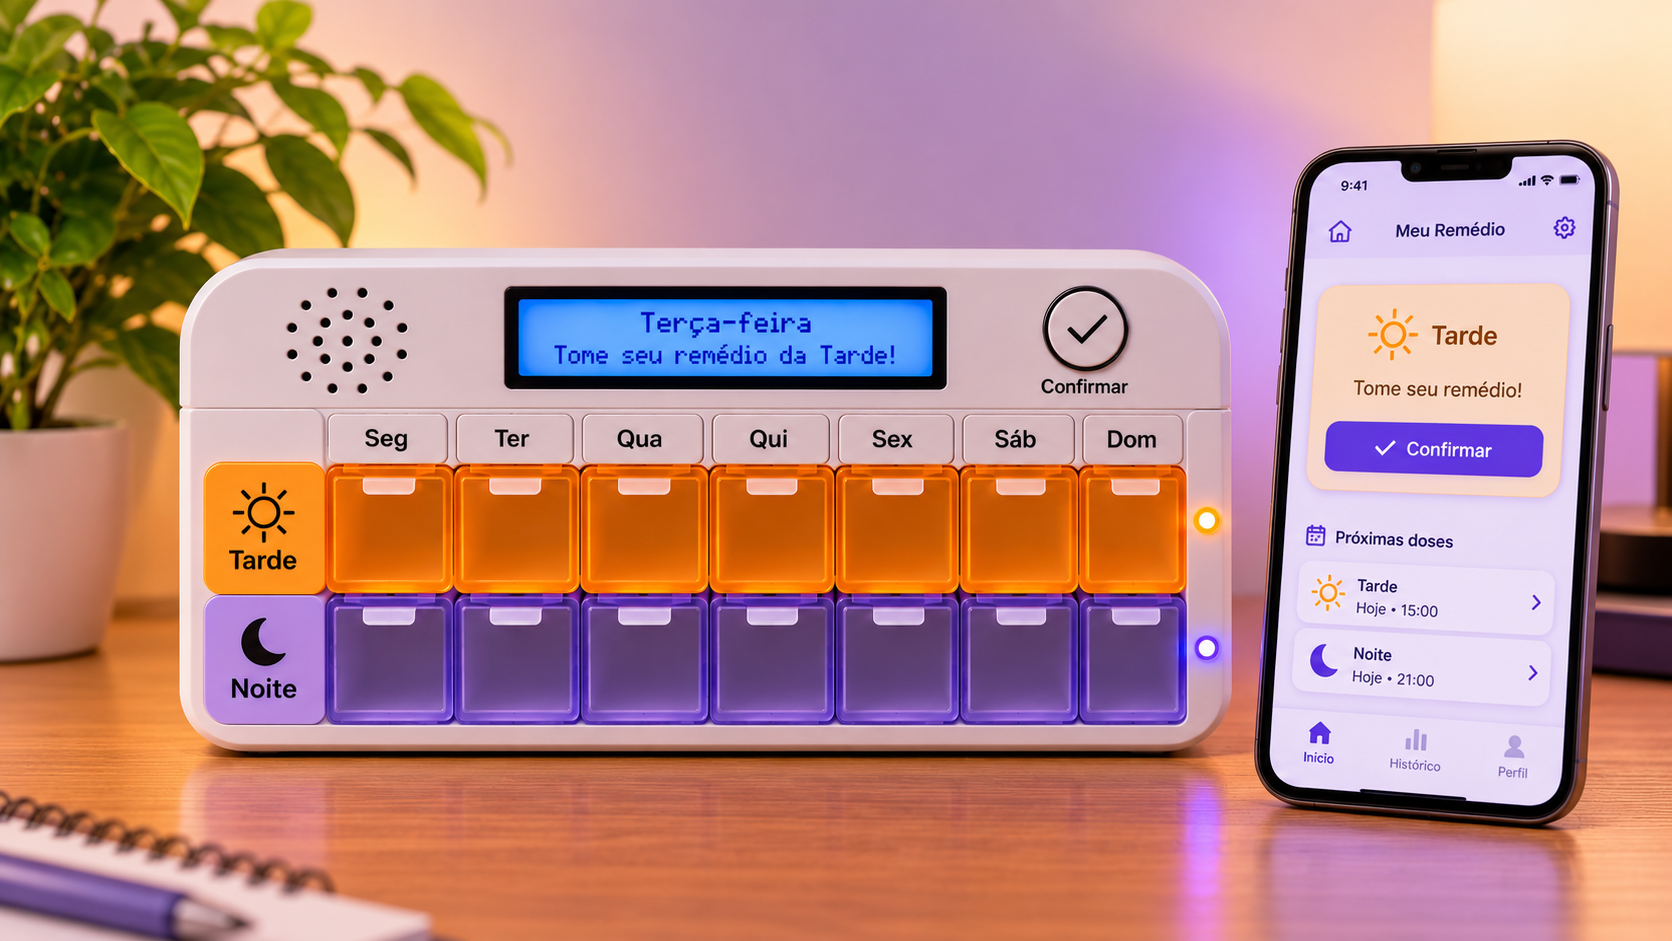 Terça-feira
Tome seu remédio da Tarde!
Confirmar
Seg
Ter
Qua
Qui
Sex
Sáb
Dom
Tarde
Noite
9:41
Meu Remédio
Tarde
Tome seu remédio!
Confirmar
Próximas doses
Tarde
Hoje • 15:00
Noite
Hoje • 21:00
Início
Histórico
Perfil